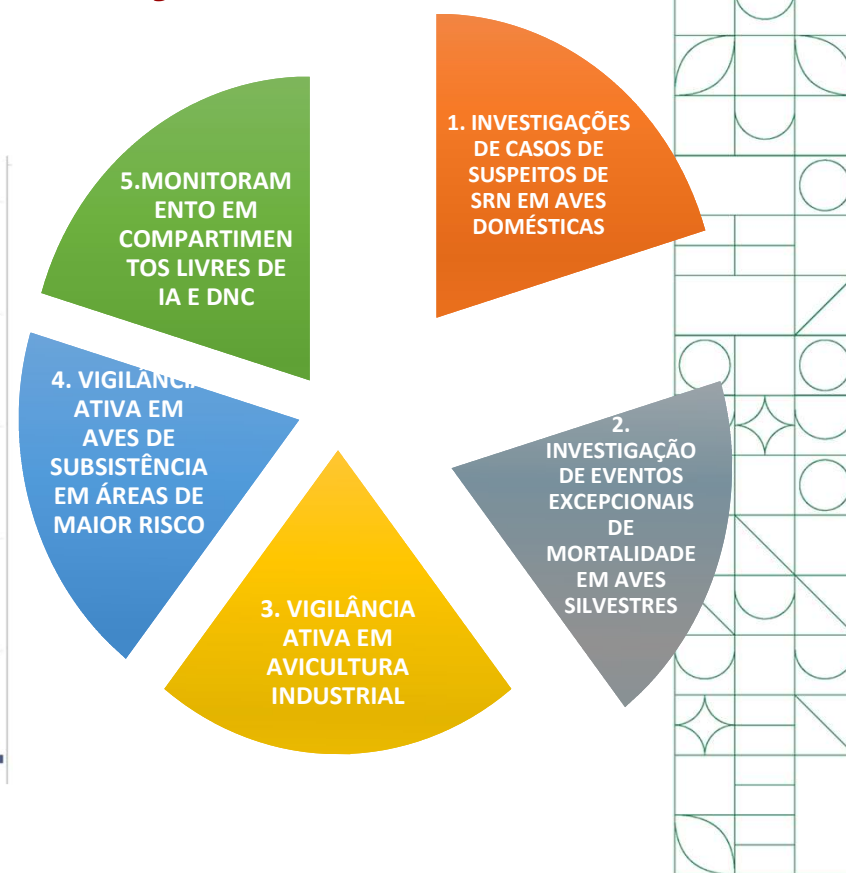 1. INVESTIGAÇÕES
DE CASOS DE
SUSPEITOS DE
SRN EM AVES
DOMÉSTICAS
2.
INVESTIGAÇÃO
DE EVENTOS
EXCEPCIONAIS
DE
MORTALIDADE
EM AVES
SILVESTRES
3. VIGILÂNCIA
ATIVA EM
AVICULTURA
INDUSTRIAL
4. VIGILÂNCIA
ATIVA EM
AVES DE
SUBSISTÊNCIA
EM ÁREAS DE
MAIOR RISCO
5.MONITORAM
ENTO EM
COMPARTIMEN
TOS LIVRES DE
IA E DNC